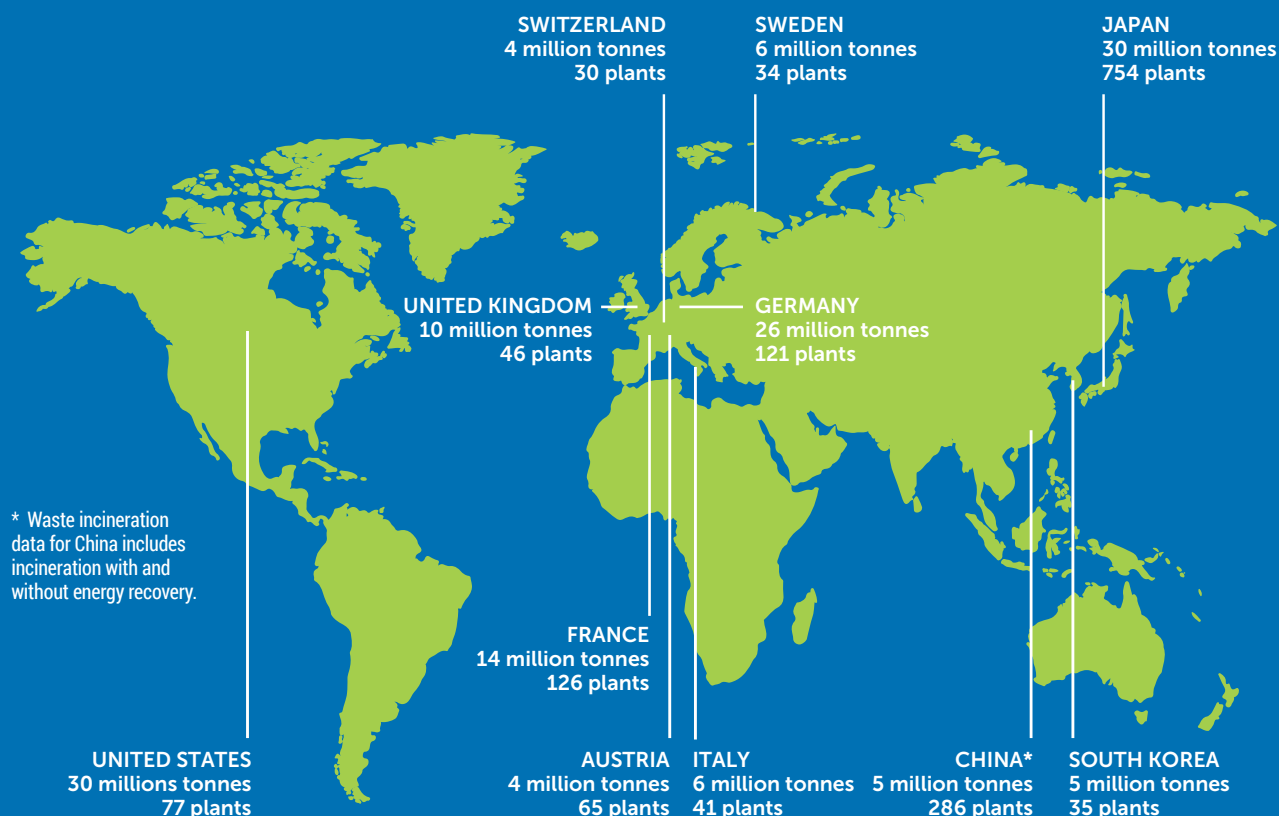 SWITZERLAND
4 million tonnes
30 plants
SWEDEN
6 million tonnes
34 plants
JAPAN
30 million tonnes
754 plants
UNITED KINGDOM
10 million tonnes
46 plants
GERMANY
26 million tonnes
121 plants
* Waste incineration
data for China includes
incineration with and
without energy recovery.
FRANCE
14 million tonnes
126 plants
UNITED STATES
30 millions tonnes
77 plants
AUSTRIA
4 million tonnes
65 plants
ITALY
6 million tonnes
41 plants
CHINA*
5 million tonnes
286 plants
SOUTH KOREA
5 million tonnes
35 plants